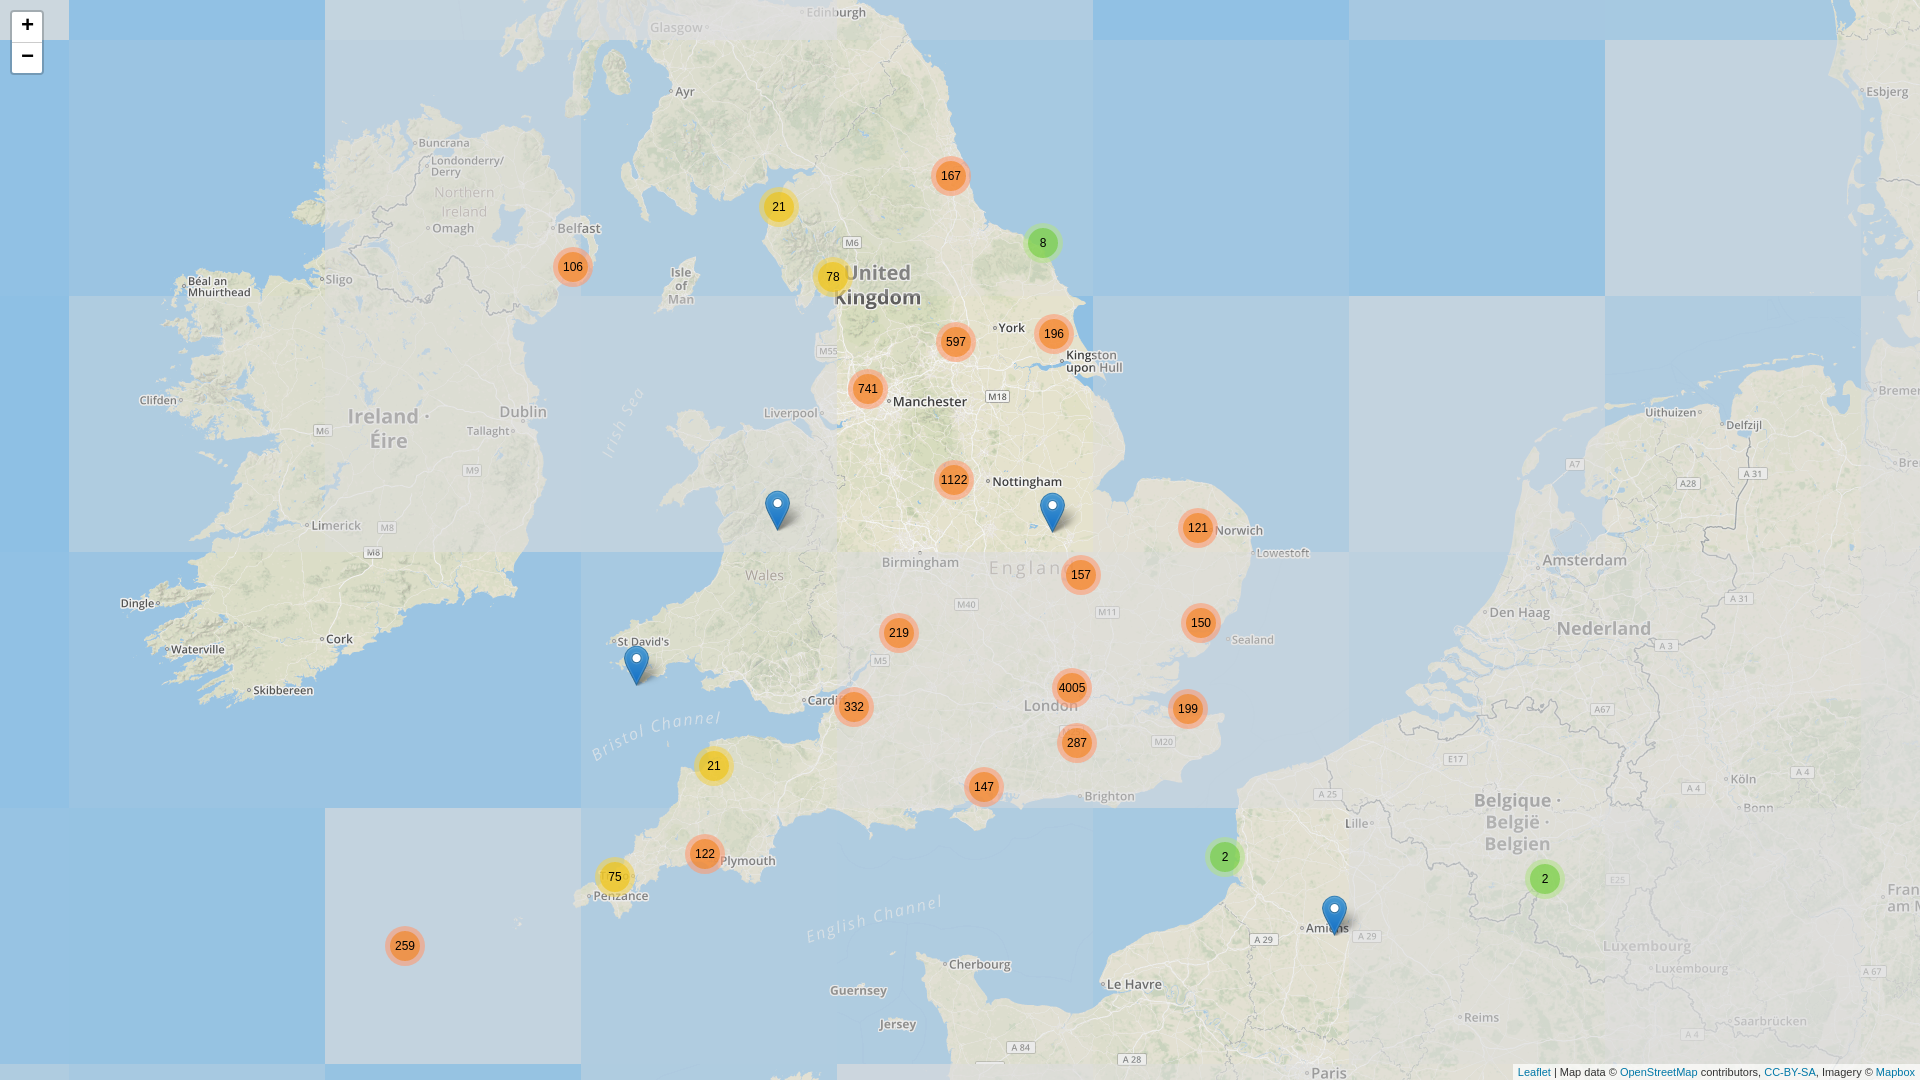 +
−
Edinburgh
Glasgow
Ayr
Esbjerg
Buncrana
Londonderry/
Derry
Northern
Ireland
Omagh
Belfast
167
21
8
M6
106
Béal an
Mhuirthead
Sligo
Isle
of
Man
78
United
Kingdom
York
196
597
M55
Kingston
upon Hull
741
Manchester
M18
Clifden
Ireland ·
Éire
Dublin
Tallaght
M6
M9
Irish Sea
Liverpool
Uithuizen
Delfzijl
A7
A 31
A28
1122
Nottingham
Limerick
M8
M8
121
Norwich
Lowestoft
Birmingham
Wales
157
Amsterdam
Dingle
M40
M11
A 31
Den Haag
Nederland
219
150
Sealand
A 3
Cork
Waterville
St David's
M5
Skibbereen
4005
London
332
199
A67
Bristol Channel
287
M20
E17
21
147
Brighton
Köln
A 4
A 4
Bonn
A 25
Lille
Belgique ·
België ·
Belgien
122
Plymouth
75
Penzance
2
2
E25
259
English Channel
Amiens
A 29
A 29
Luxembourg
Luxembourg
A 67
Cherbourg
Le Havre
Guernsey
Jersey
Reims
Saarbrücken
A 4
A 84
A 28
Paris
Leaflet | Map data © OpenStreetMap contributors, CC-BY-SA, Imagery © Mapbox